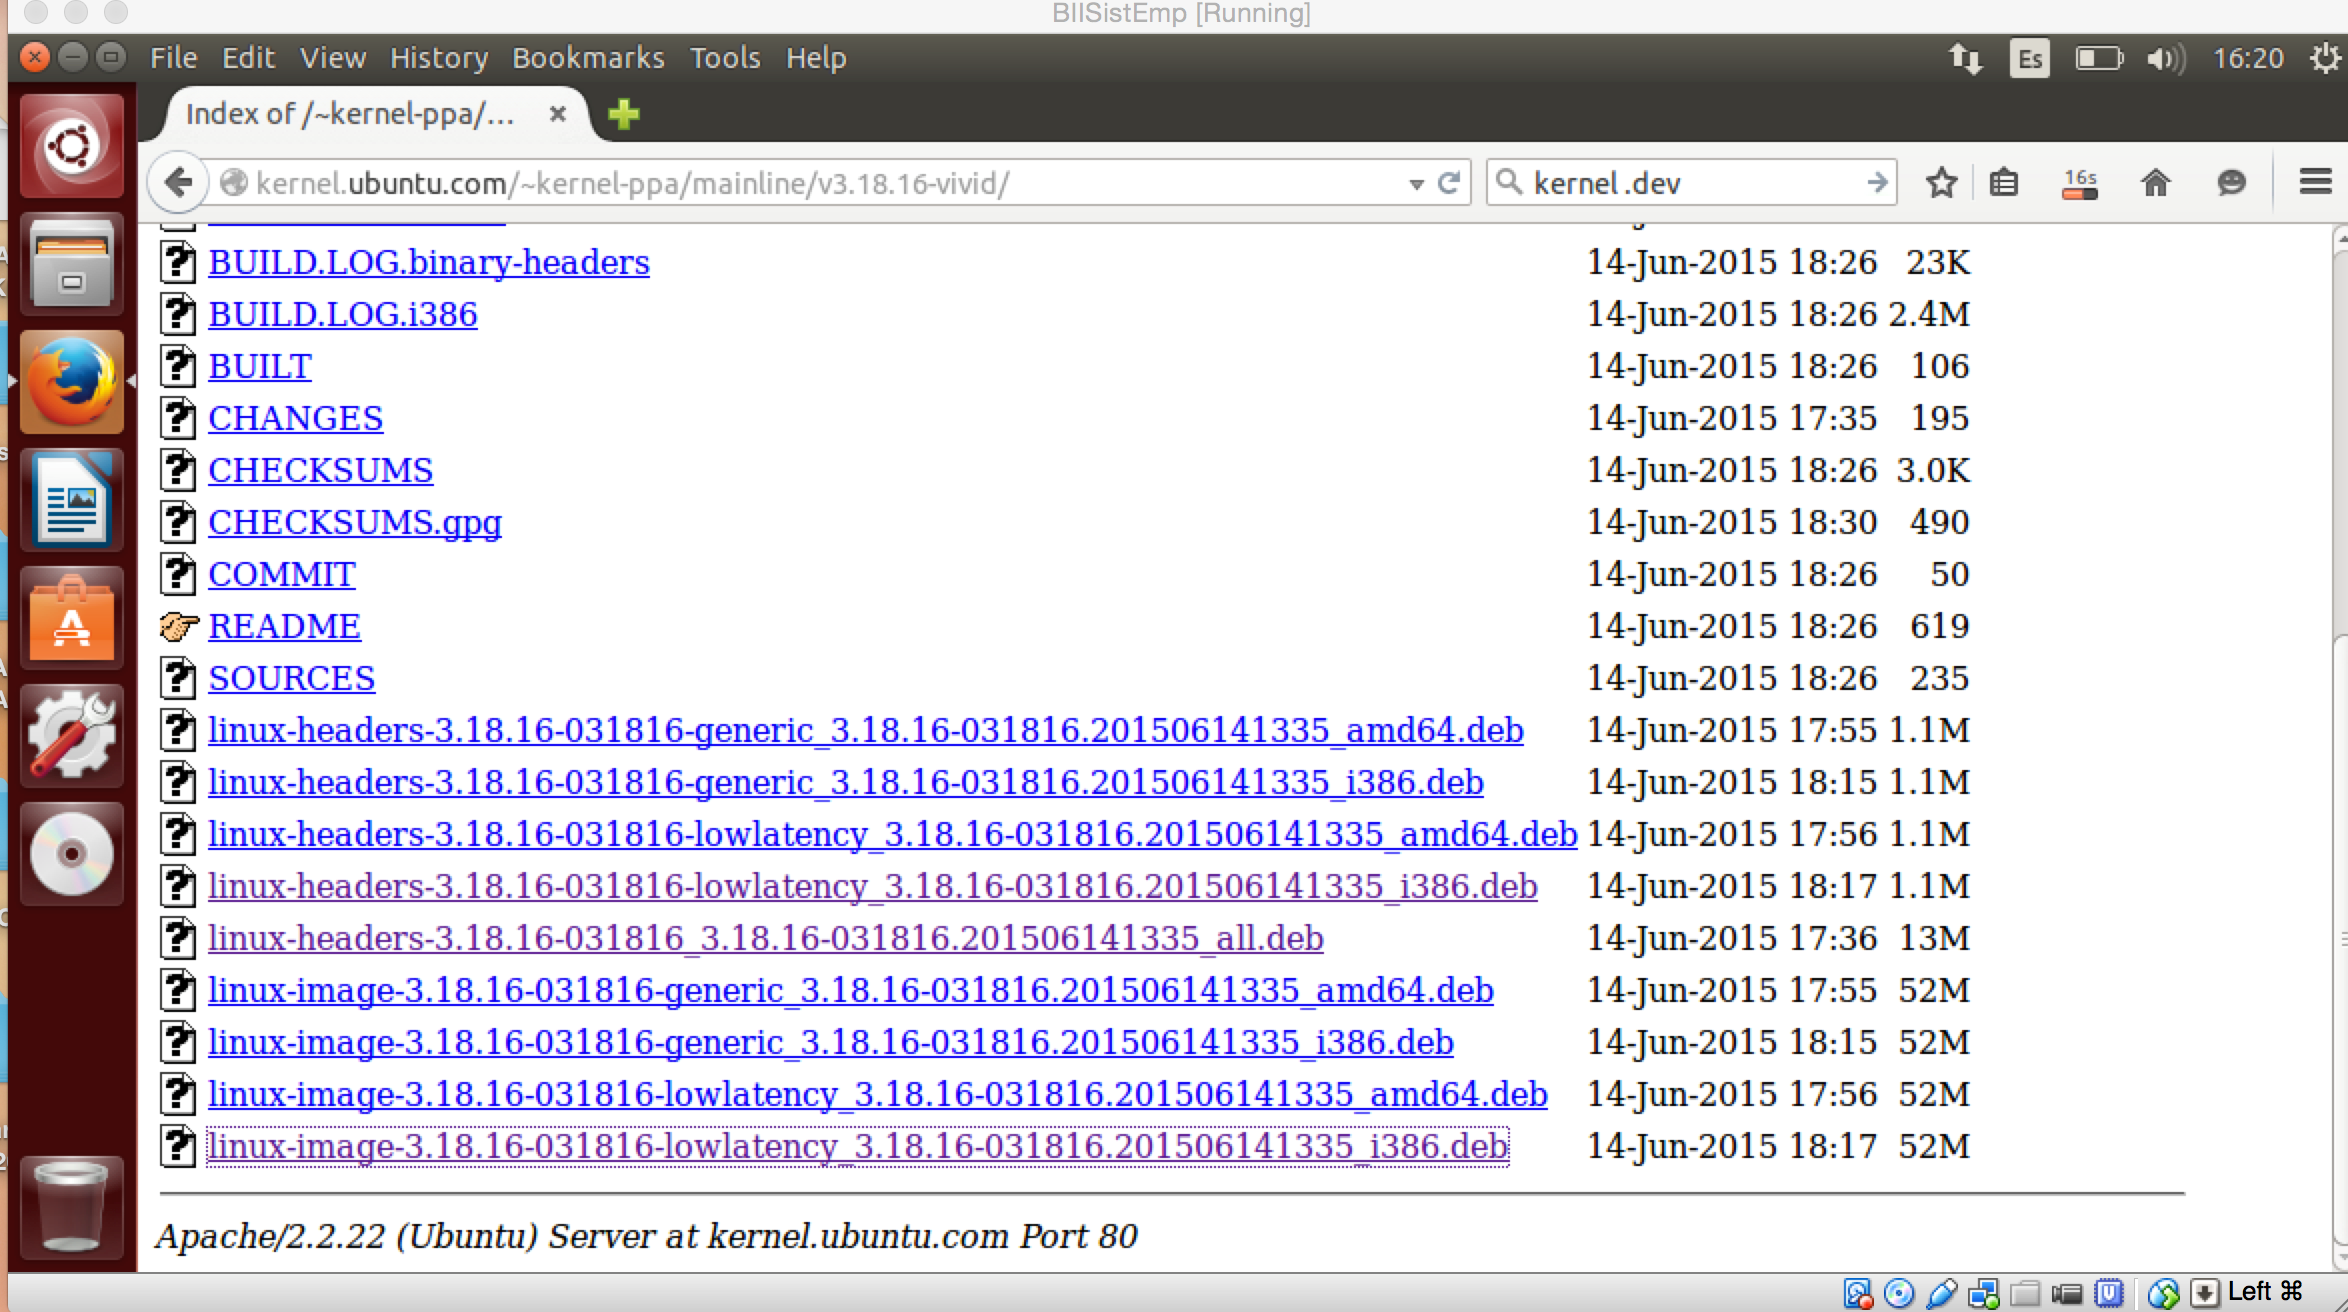 BIISistEmp [Running]
File Edit View History Bookmarks Tools Help Es 16:20
Index of /~kernel-ppa/...
kernel.ubuntu.com/~kernel-ppa/mainline/v3.18.16-vivid/ kernel .dev 16s
BUILD.LOG.binary-headers 14-Jun-2015 18:26 23K
BUILD.LOG.i386 14-Jun-2015 18:26 2.4M
BUILT 14-Jun-2015 18:26 106
CHANGES 14-Jun-2015 17:35 195
CHECKSUMS 14-Jun-2015 18:26 3.0K
CHECKSUMS.gpg 14-Jun-2015 18:30 490
COMMIT 14-Jun-2015 18:26 50
README 14-Jun-2015 18:26 619
SOURCES 14-Jun-2015 18:26 235
linux-headers-3.18.16-031816-generic_3.18.16-031816.201506141335_amd64.deb 14-Jun-2015 17:55 1.1M
linux-headers-3.18.16-031816-generic_3.18.16-031816.201506141335_i386.deb 14-Jun-2015 18:15 1.1M
linux-headers-3.18.16-031816-lowlatency_3.18.16-031816.201506141335_amd64.deb 14-Jun-2015 17:56 1.1M
linux-headers-3.18.16-031816-lowlatency_3.18.16-031816.201506141335_i386.deb 14-Jun-2015 18:17 1.1M
linux-headers-3.18.16-031816_3.18.16-031816.201506141335_all.deb 14-Jun-2015 17:36 13M
linux-image-3.18.16-031816-generic_3.18.16-031816.201506141335_amd64.deb 14-Jun-2015 17:55 52M
linux-image-3.18.16-031816-generic_3.18.16-031816.201506141335_i386.deb 14-Jun-2015 18:15 52M
linux-image-3.18.16-031816-lowlatency_3.18.16-031816.201506141335_amd64.deb 14-Jun-2015 17:56 52M
linux-image-3.18.16-031816-lowlatency_3.18.16-031816.201506141335_i386.deb 14-Jun-2015 18:17 52M
Apache/2.2.22 (Ubuntu) Server at kernel.ubuntu.com Port 80
Left ⌘